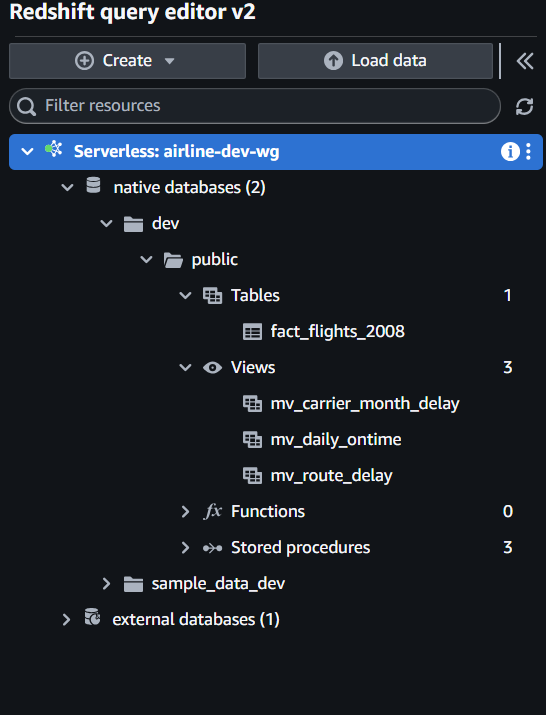 Redshift query editor v2
Create Load data
Filter resources
Serverless: airline-dev-wg
native databases (2)
dev
public
Tables 1
fact_flights_2008
Views 3
mv_carrier_month_delay
mv_daily_ontime
mv_route_delay
fx Functions 0
Stored procedures 3
sample_data_dev
external databases (1)